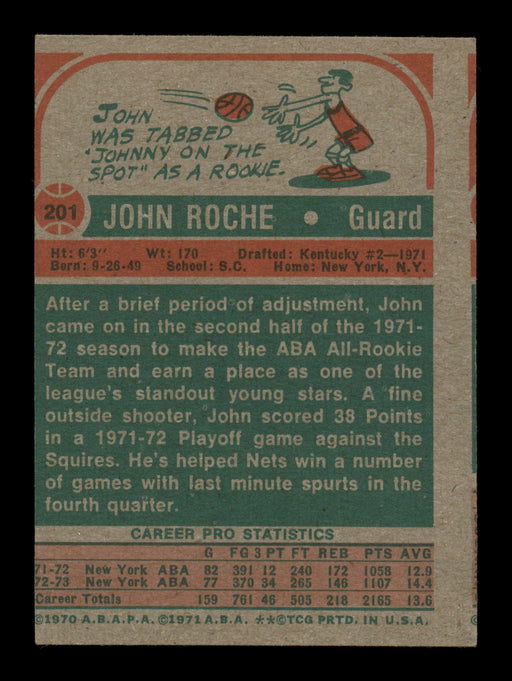 JOHN
WAS TABBED
"JOHNNY ON THE
SPOT" AS A ROOKIE.
201 JOHN ROCHE • Guard
Ht: 6'3" Wt: 170 Drafted: Kentucky #2—1971
Born: 9-26-49 School: S.C. Home: New York, N.Y.
After a brief period of adjustment, John
came on in the second half of the 1971-
72 season to make the ABA All-Rookie
Team and earn a place as one of the
league's standout young stars. A fine
outside shooter, John scored 38 Points
in a 1971-72 Playoff game against the
Squires. He's helped Nets win a number
of games with last minute spurts in the
fourth quarter.
CAREER PRO STATISTICS
G FG 3 PT FT REB PTS AVG
71-72 New York ABA 82 391 12 240 172 1058 12.9
72-73 New York ABA 77 370 34 265 146 1107 14.4
Career Totals 159 761 46 505 218 2165 13.6
©1970 A.B.A.P.A. ©1971 A.B.A. **©TCG PRTD. IN U.S.A.